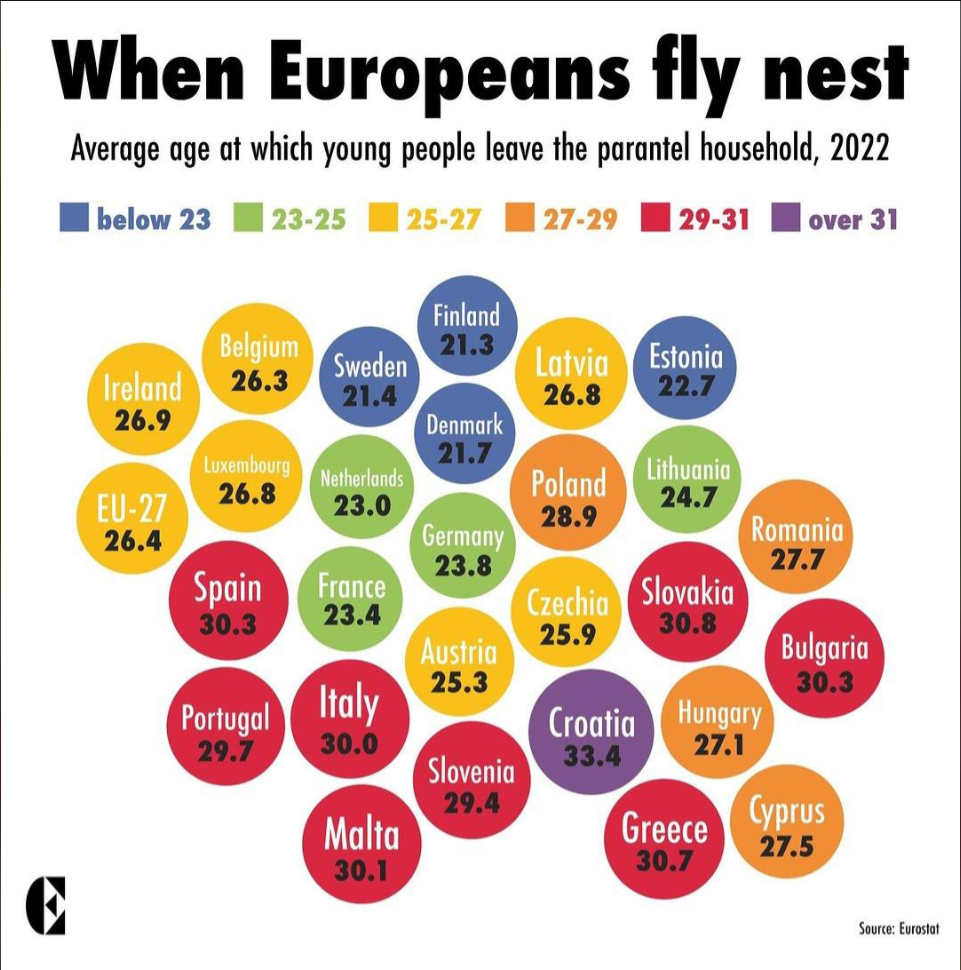 When Europeans fly nest
Average age at which young people leave the parantel household, 2022
below 23 23-25 25-27 27-29 29-31 over 31
Finland
21.3
Belgium
26.3
Sweden
21.4
Latvia
26.8
Estonia
22.7
Ireland
26.9
Denmark
21.7
Luxembourg
26.8
Netherlands
23.0
Poland
28.9
Lithuania
24.7
EU-27
26.4
Germany
23.8
Romania
27.7
Spain
30.3
France
23.4
Czechia
25.9
Slovakia
30.8
Austria
25.3
Bulgaria
30.3
Portugal
29.7
Italy
30.0
Croatia
33.4
Hungary
27.1
Slovenia
29.4
Malta
30.1
Greece
30.7
Cyprus
27.5
Source: Eurostat